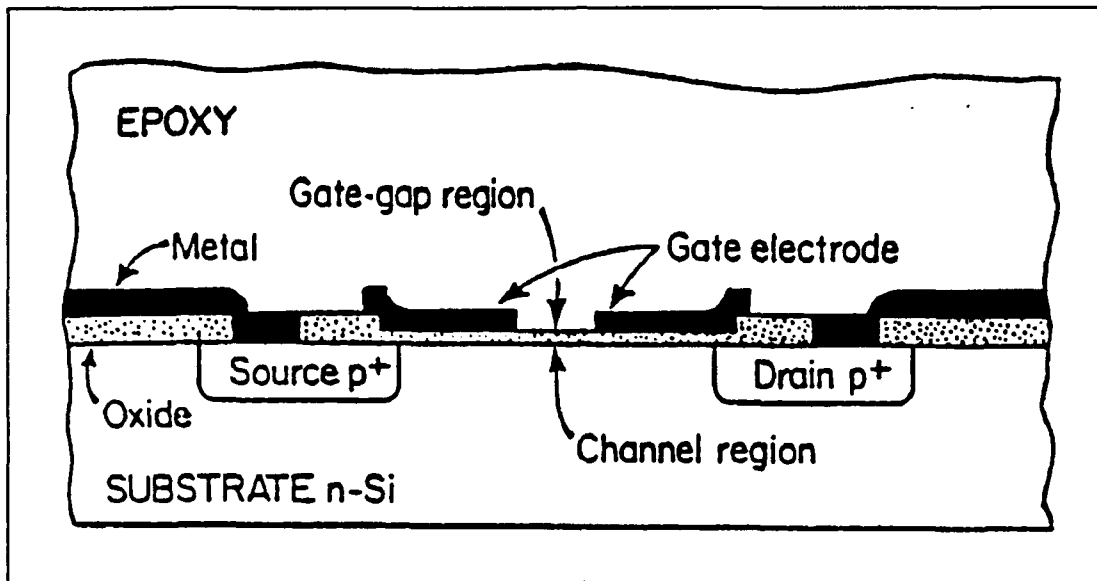 EPOXY
Gate-gap region
Metal
Gate electrode
Source p+
Drain p+
Oxide
Channel region
SUBSTRATE n-Si